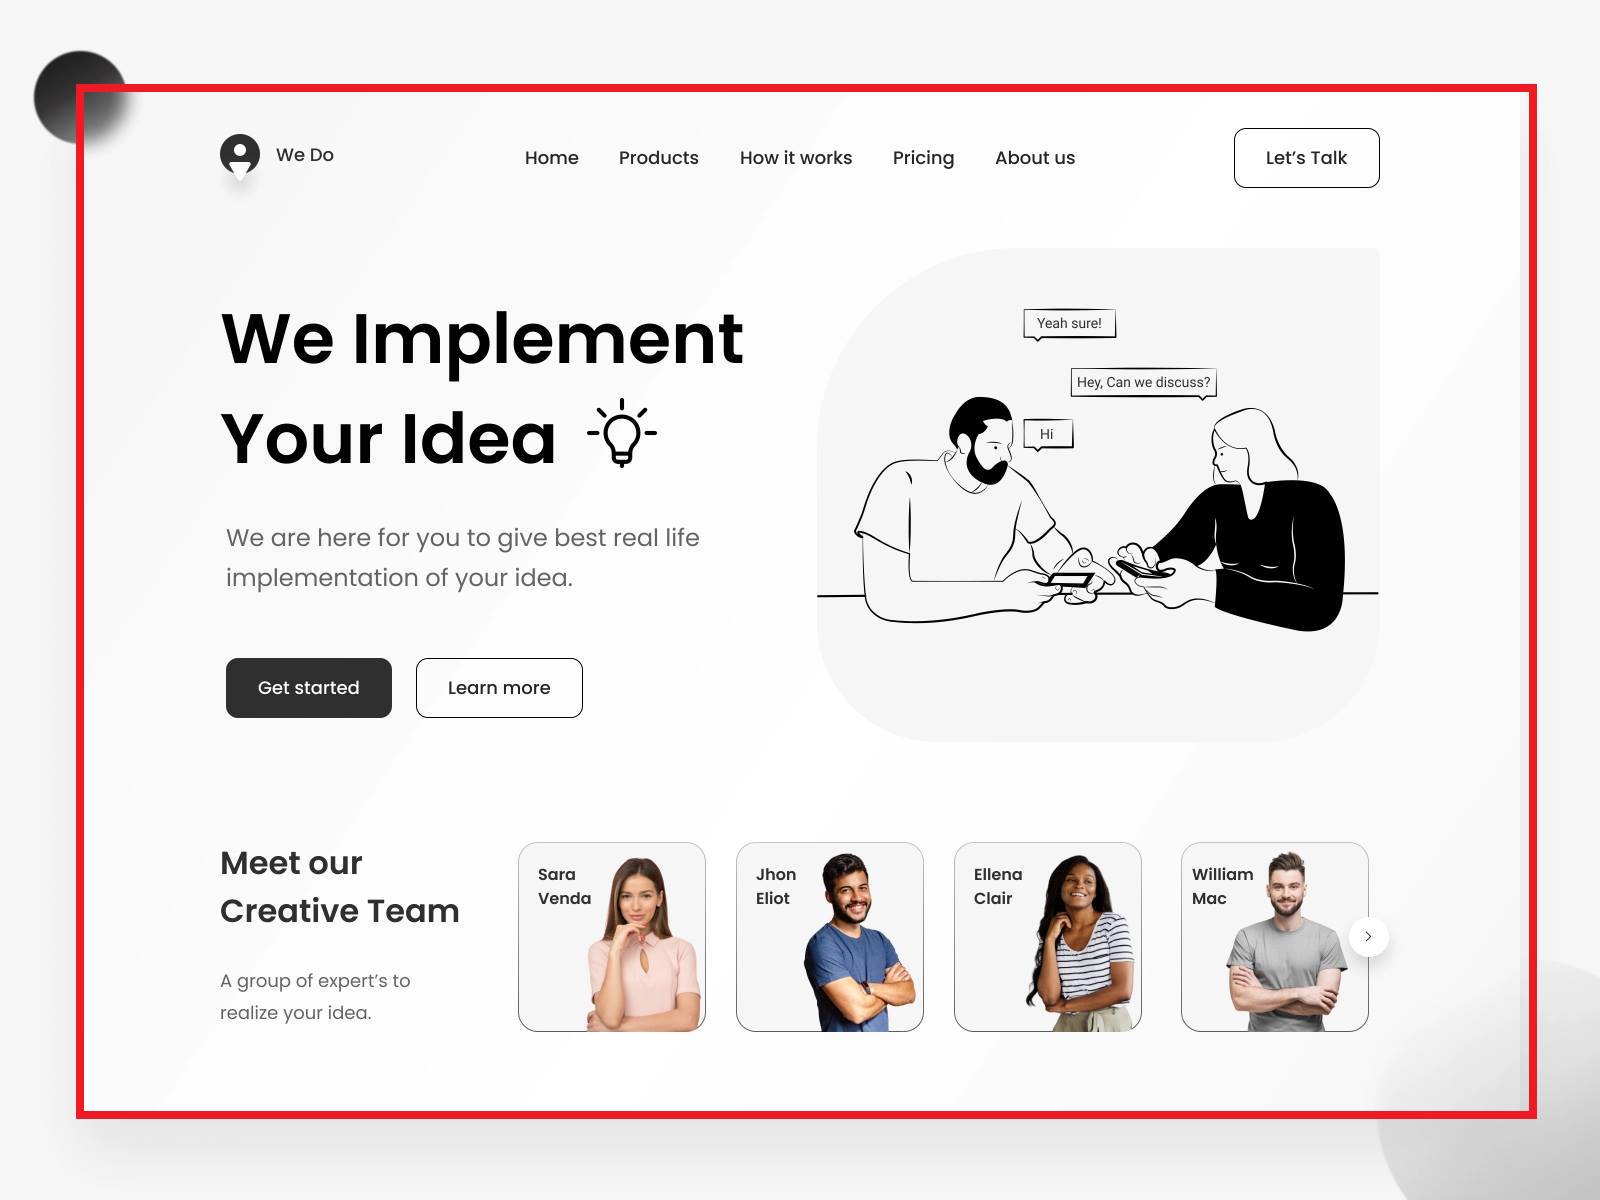 We Do
Home
Products
How it works
Pricing
About us
Let’s Talk
We Implement
Your Idea
We are here for you to give best real life
implementation of your idea.
Get started
Learn more
Yeah sure!
Hey, Can we discuss?
Hi
Meet our
Creative Team
A group of expert’s to
realize your idea.
Sara
Venda
Jhon
Eliot
Ellena
Clair
William
Mac